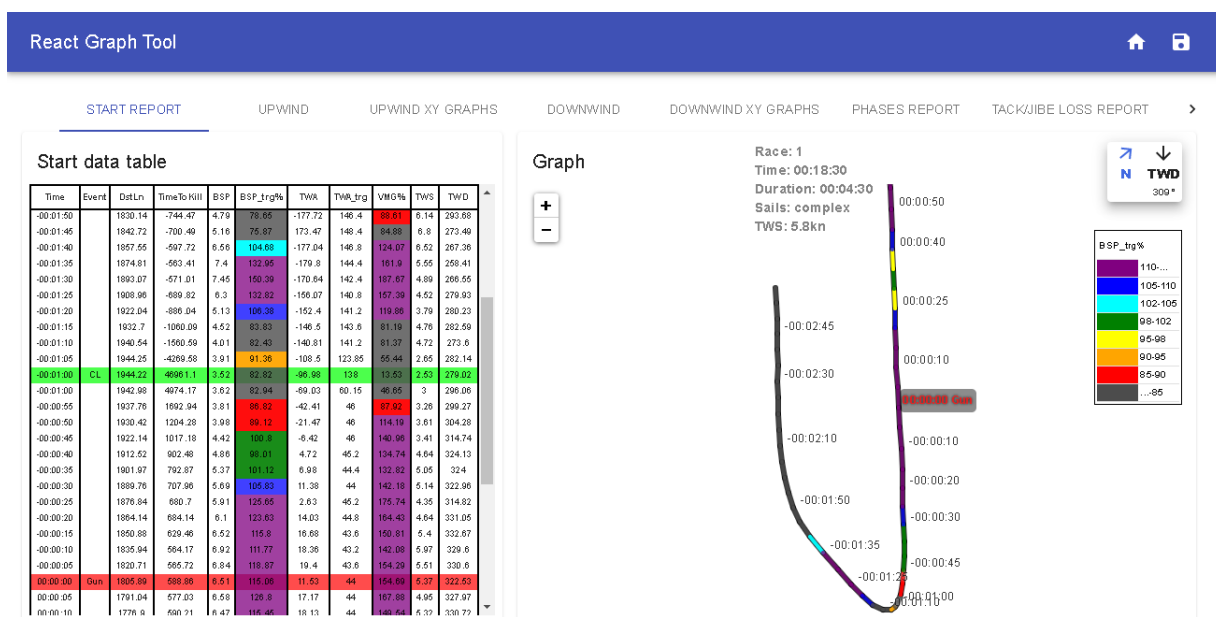 React Graph Tool
START REPORT UPWIND UPWIND XY GRAPHS DOWNWIND DOWNWIND XY GRAPHS PHASES REPORT TACK/JIBE LOSS REPORT
Start data table
Time Event DstLn TimeTo Kill BSP BSP_trg% TWA TWA_trg VMG% TWS TWD
-00:01:50 1830.14 -744.47 4.79 78.65 -177.72 146.4 88.61 6.14 293.68
-00:01:45 1842.72 -700.49 5.16 75.87 173.47 148.4 84.88 6.8 273.49
-00:01:40 1857.55 -597.72 6.56 104.68 -177.04 146.8 124.07 6.52 267.36
-00:01:35 1874.81 -563.41 7.4 132.95 -179.8 144.4 161.9 5.55 258.41
-00:01:30 1893.07 -571.01 7.45 150.39 -170.64 142.4 187.67 4.89 266.55
-00:01:25 1908.96 -689.82 6.3 132.82 -156.07 140.8 157.39 4.52 279.93
-00:01:20 1922.04 -886.04 5.13 106.38 -152.4 141.2 119.86 3.79 280.23
-00:01:15 1932.7 -1060.09 4.52 83.83 -146.5 143.6 81.19 4.76 282.59
-00:01:10 1940.54 -1560.59 4.01 82.43 -140.81 141.2 81.37 4.72 273.6
-00:01:05 1944.25 -4269.58 3.91 91.36 -108.5 123.85 55.44 2.65 282.14
-00:01:00 CL 1944.22 46961.1 3.52 82.82 -96.98 138 13.53 2.53 279.02
-00:01:00 1942.98 4974.17 3.62 82.94 -69.03 60.15 46.65 3 296.06
-00:00:55 1937.76 1692.94 3.81 86.82 -42.41 46 87.92 3.26 299.27
-00:00:50 1930.42 1204.28 3.98 89.12 -21.47 46 114.19 3.61 304.28
-00:00:45 1922.14 1017.18 4.42 100.8 -6.42 46 140.96 3.41 314.74
-00:00:40 1912.52 902.48 4.86 98.01 4.72 45.2 134.74 4.64 324.13
-00:00:35 1901.97 792.87 5.37 101.12 6.98 44.4 132.82 5.05 324
-00:00:30 1889.76 707.96 5.69 105.83 11.38 44 142.18 5.14 322.96
-00:00:25 1876.84 680.7 5.91 125.65 2.63 45.2 175.74 4.35 314.82
-00:00:20 1864.14 684.14 6.1 123.63 14.03 44.8 164.43 4.64 331.05
-00:00:15 1850.88 629.46 6.52 115.8 16.68 43.6 150.81 5.4 332.67
-00:00:10 1835.94 564.17 6.92 111.77 18.36 43.2 142.08 5.97 329.6
-00:00:05 1820.71 565.72 6.84 118.87 19.4 43.6 154.29 5.51 330.6
00:00:00 Gun 1805.89 588.86 6.51 115.06 11.53 44 154.69 5.37 322.53
00:00:05 1791.04 577.03 6.58 126.8 17.17 44 167.88 4.95 327.97
00:00:10 1776.9 590.21 6.47 115.45 18.13 44 149.54 5.32 330.72
Graph
+
−
Race: 1
Time: 00:18:30
Duration: 00:04:30
Sails: complex
TWS: 5.8kn
N TWD
309°
BSP_trg%
110-...
105-110
102-105
98-102
95-98
90-95
85-90
...-85
00:00:50
00:00:40
00:00:25
00:00:10
00:00:00 Gun
-00:00:10
-00:00:20
-00:00:30
-00:00:45
-00:01:00
-00:01:10
-00:01:25
-00:01:35
-00:01:50
-00:02:10
-00:02:30
-00:02:45